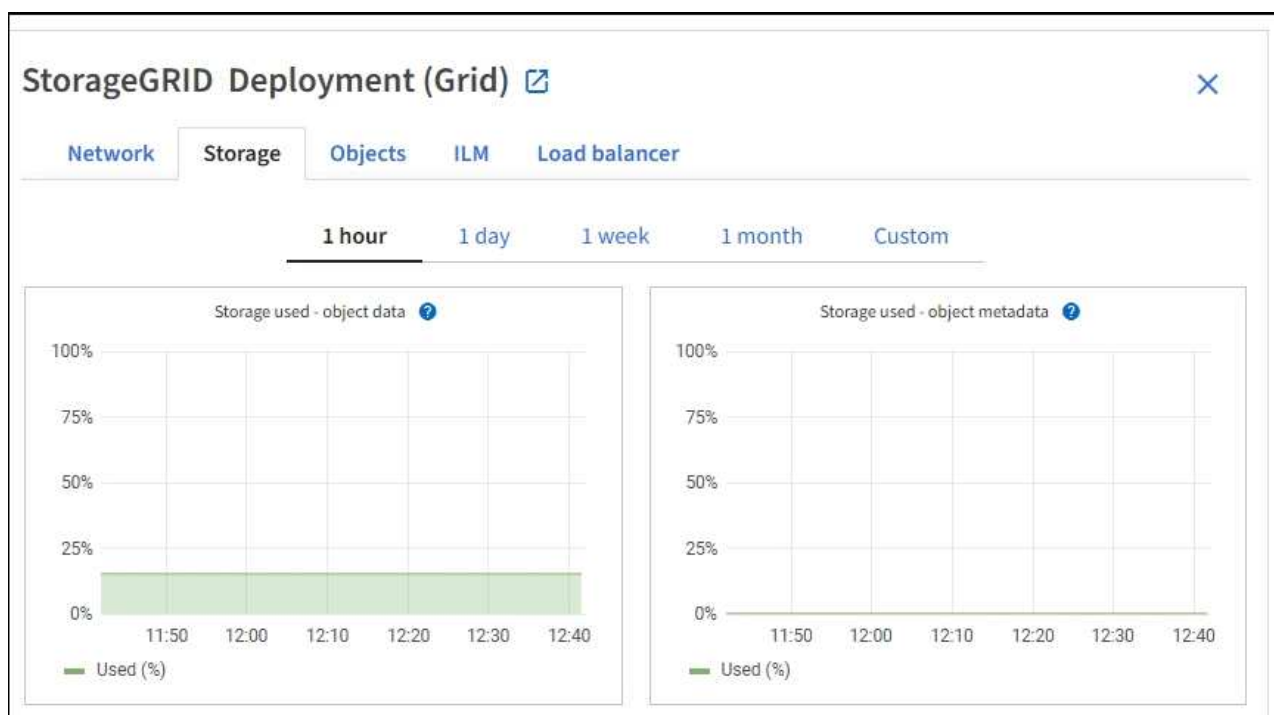 StorageGRID Deployment (Grid)
Network Storage Objects ILM Load balancer
1 hour 1 day 1 week 1 month Custom
Storage used - object data ?
100%
75%
50%
25%
0%
11:50 12:00 12:10 12:20 12:30 12:40
Used (%)
Storage used - object metadata ?
100%
75%
50%
25%
0%
11:50 12:00 12:10 12:20 12:30 12:40
Used (%)